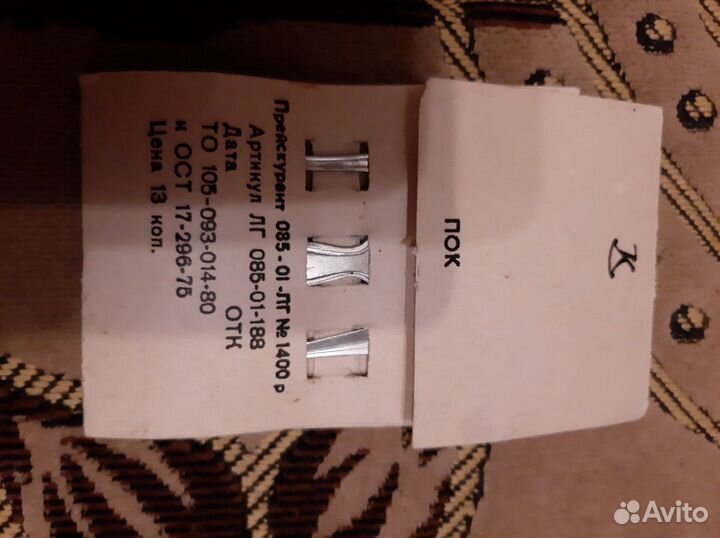 Прейскурант 085-01-ЛГ № 1400 р
Артикул ЛГ 085-01-188
Дата ОТК
ТО 105-093-014-80
и ОСТ 17-296-75
Цена 13 коп.
ПОК
К
Avito